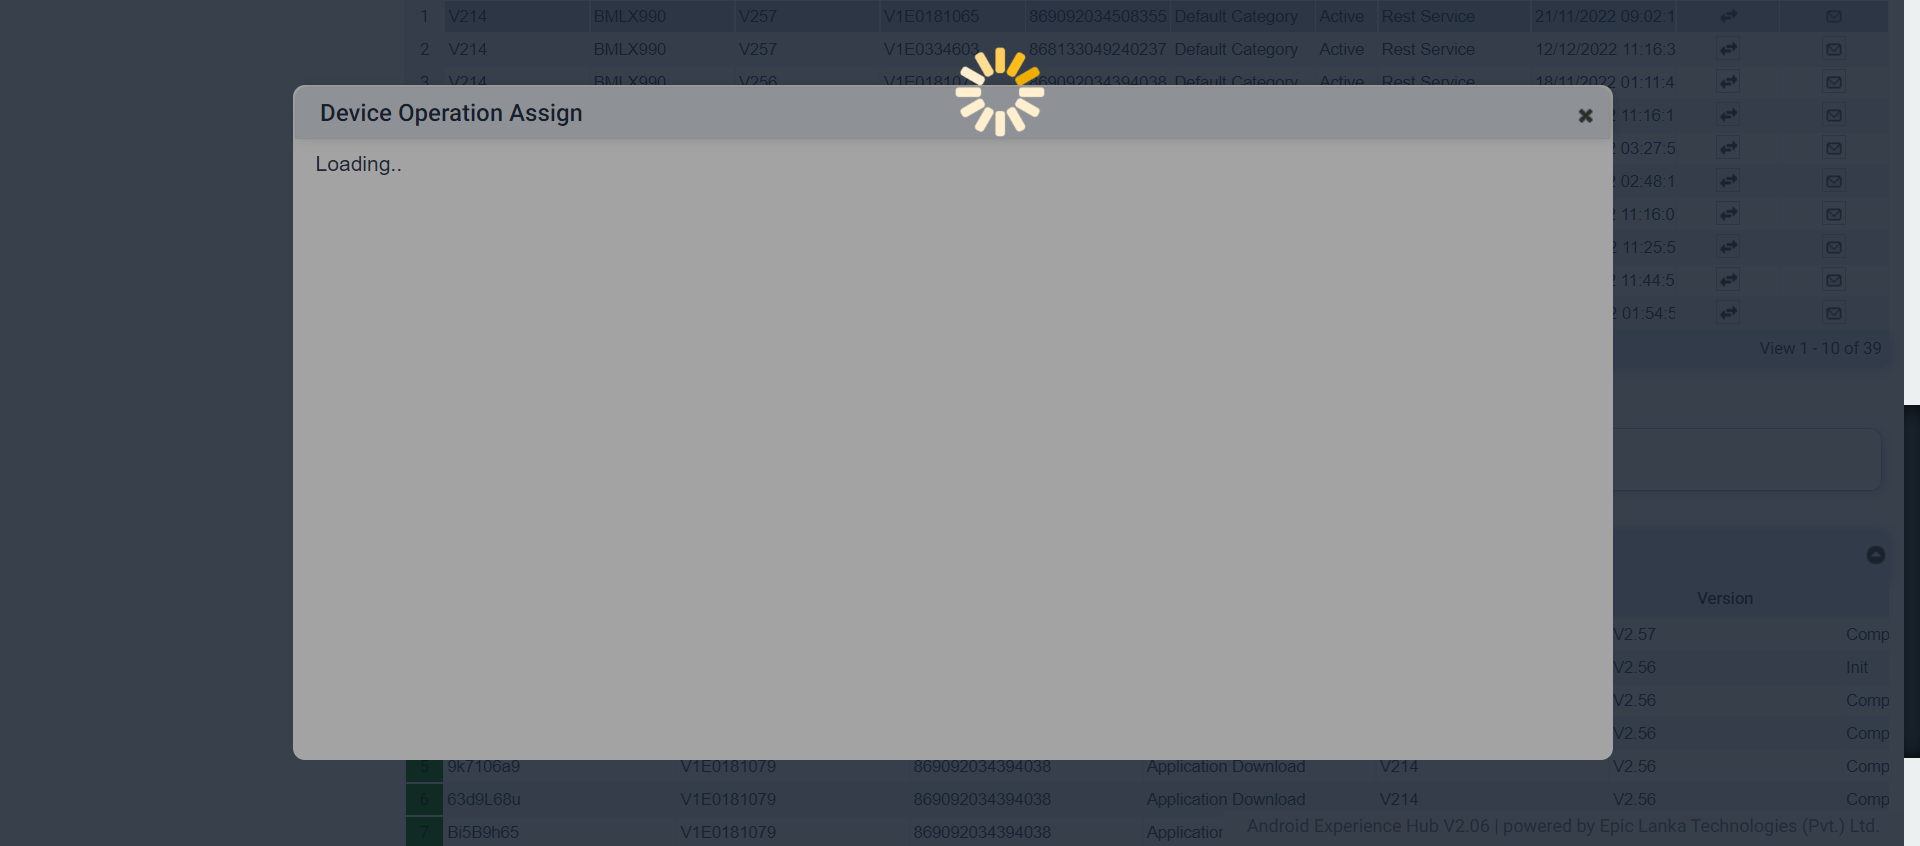 1 V214 BMLX990 V257 V1E0181065 869092034508355 Default Category Active Rest Service 21/11/2022 09 02:1
2 V214 BMLX990 V257 V1E0334603 868133049240237 Default Category Active Rest Service 12/12/2022 11:16:3
3 V214 BMLX990 V256 869092034394038 Default Category Active Rest Service 18/11/2022 01:11:4
Device Operation Assign
11:16:1
Loading..
03:27:5
02:48:1
11:16:0
11:25:5
11:44:5
01:54:5
View 1 - 10 of 39
Version
V2.57 Comp
V2.56 Init
V2.56 Comp
V2.56 Comp
5 9k7106a9 V1E0181079 869092034394038 Application Download V214 V2.56 Comp
6 63d9L68u V1E0181079 869092034394038 Application Download V214 V2.56 Comp
7 Bi5B9h65 V1E0181079 869092034394038
Android Experience Hub V2.06 | powered by Epic Lanka Technologies (Pvt.) Ltd.